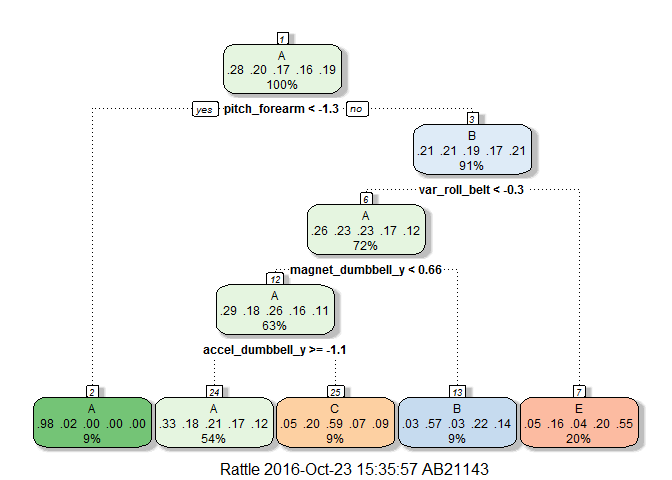 1
A
.28 .20 .17 .16 .19
100%
yes pitch_forearm < -1.3 no
3
B
.21 .21 .19 .17 .21
91%
var_roll_belt < -0.3
6
A
.26 .23 .23 .17 .12
72%
magnet_dumbbell_y < 0.66
12
A
.29 .18 .26 .16 .11
63%
accel_dumbbell_y >= -1.1
2
A
.98 .02 .00 .00 .00
9%
24
A
.33 .18 .21 .17 .12
54%
25
C
.05 .20 .59 .07 .09
9%
13
B
.03 .57 .03 .22 .14
9%
7
E
.05 .16 .04 .20 .55
20%
Rattle 2016-Oct-23 15:35:57 AB21143